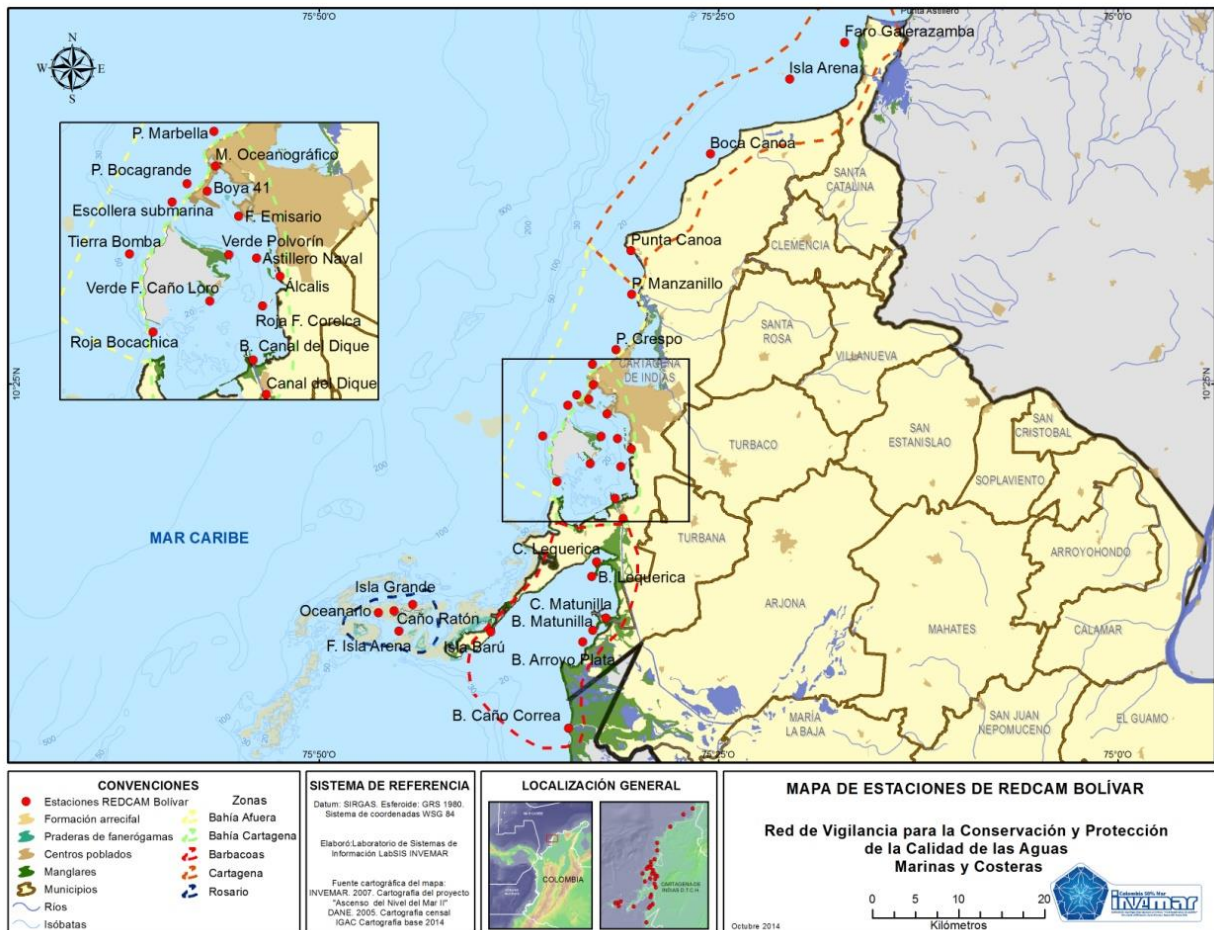 75°50'0"
75°25'0"
75°0'0"
Punta Astillero
Faro Galerazamba
Isla Arena
N
W
E
S
P. Marbella
M. Oceanográfico
P. Bocagrande
Boya 41
Escollera submarina
F. Emisario
Tierra Bomba
Verde Polvorín
Astillero Naval
Verde F. Caño Loro
Álcalis
Roja F. Corelca
Roja Bocachica
B. Canal del Dique
Canal del Dique
Boca Canoa
SANTA
CATALINA
Punta Canoa
CLEMENCIA
P. Manzanillo
SANTA
ROSA
P. Crespo
VILLANUEVA
CARTAGENA
DE INDIAS
10°25'N
10°25'N
SAN
CRISTOBAL
SAN
ESTANISLAO
TURBACO
SOPLAVIENTO
MAR CARIBE
TURBANA
ARROYOHONDO
C. Lequerica
B. Lequerica
Isla Grande
Oceanario
Caño Ratón
C. Matunilla
B. Matunilla
ARJONA
MAHATES
CALAMAR
F. Isla Arena
Isla Barú
B. Arroyo Plata
B. Caño Correa
MARÍA
LA BAJA
SAN JUAN
NEPOMUCENO
EL GUAMO
75°50'0"
75°25'0"
75°0'0"
CONVENCIONES
Estaciones REDCAM Bolívar
Formación arrecifal
Praderas de fanerógamas
Centros poblados
Manglares
Municipios
Ríos
Isóbatas
Zonas
Bahía Afuera
Bahía Cartagena
Barbacoas
Cartagena
Rosario
SISTEMA DE REFERENCIA
Datum: SIRGAS. Esferoide: GRS 1980.
Sistema de coordenadas WSG 84
Elaboró:Laboratorio de Sistemas de
Información LabSIS INVEMAR
Fuente cartográfica del mapa:
INVEMAR. 2007. Cartografía del proyecto
"Ascenso del Nivel del Mar II"
DANE. 2005. Cartografía censal
IGAC Cartografía base 2014
LOCALIZACIÓN GENERAL
COLOMBIA
CARTAGENA DE
INDIAS D.T.C.H.
MAPA DE ESTACIONES DE REDCAM BOLÍVAR
Red de Vigilancia para la Conservación y Protección
de la Calidad de las Aguas
Marinas y Costeras
0 5 10 20
Kilómetros
Octubre 2014
Colombia 50% Mar
invemar